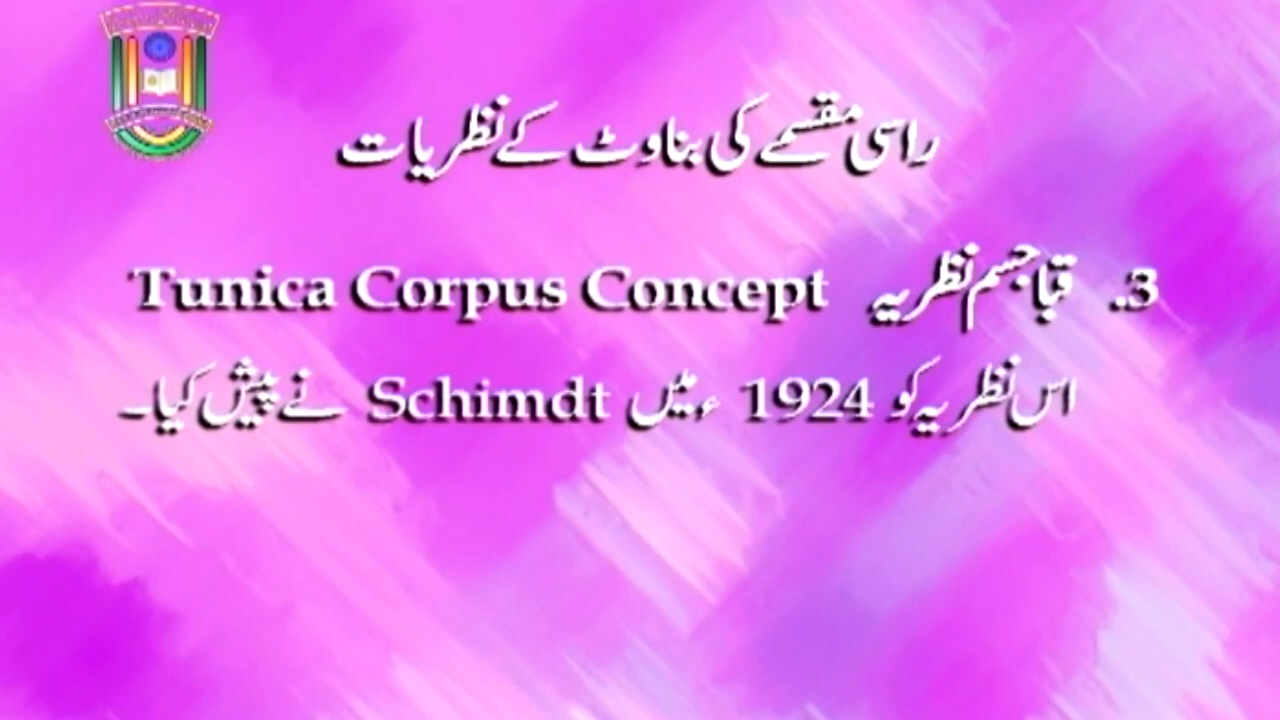 راسی مقسمے کی بناوٹ کے نظریات
3. قبا جسم نظریہ Tunica Corpus Concept
اس نظریہ کو 1924 ء میں Schimdt نے پیش کیا۔